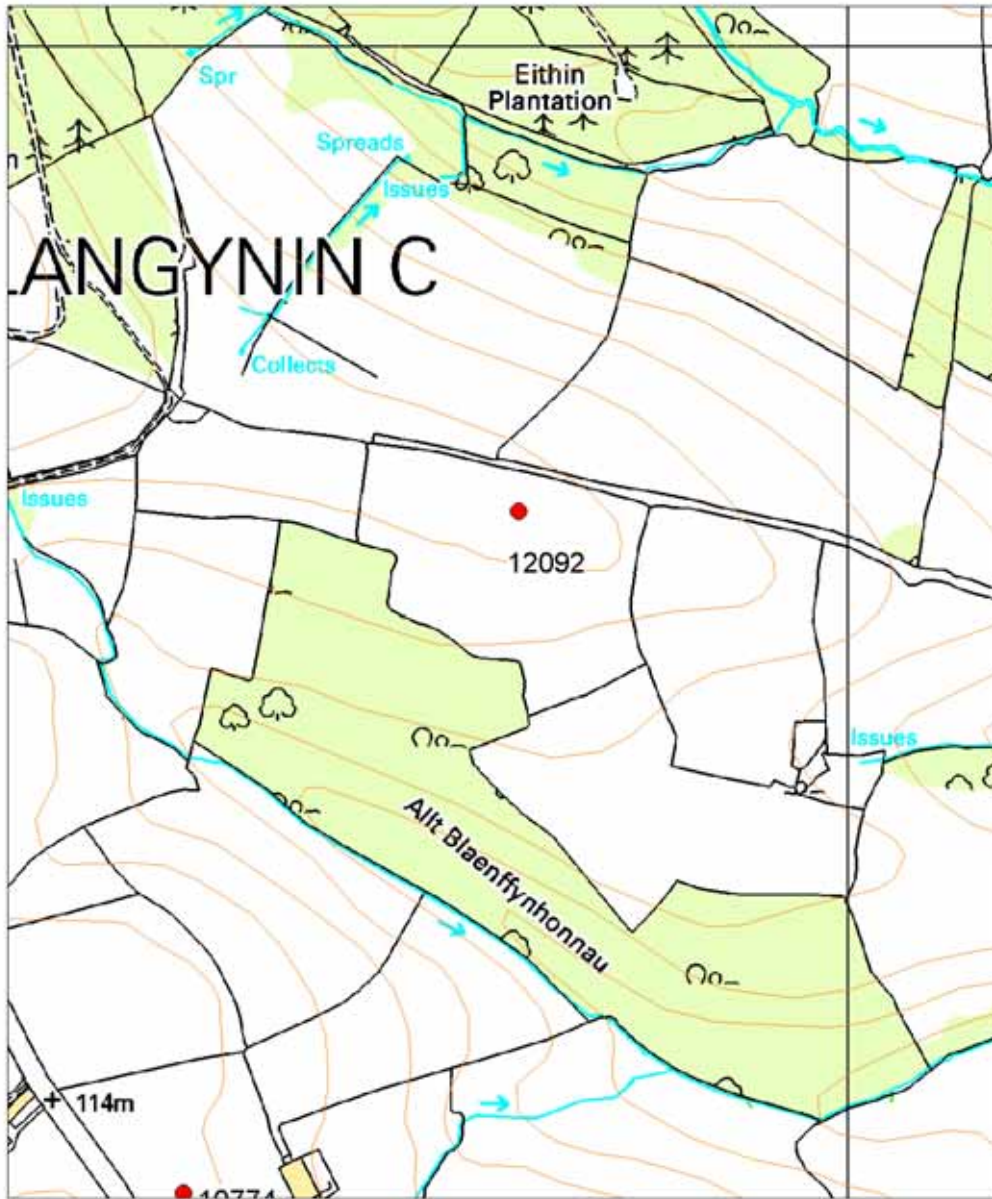 Spr
Eithin
Plantation
Spreads
Issues
LANGYNIN C
Collects
Issues
12092
Issues
Allt Blaenffynhonnau
114m